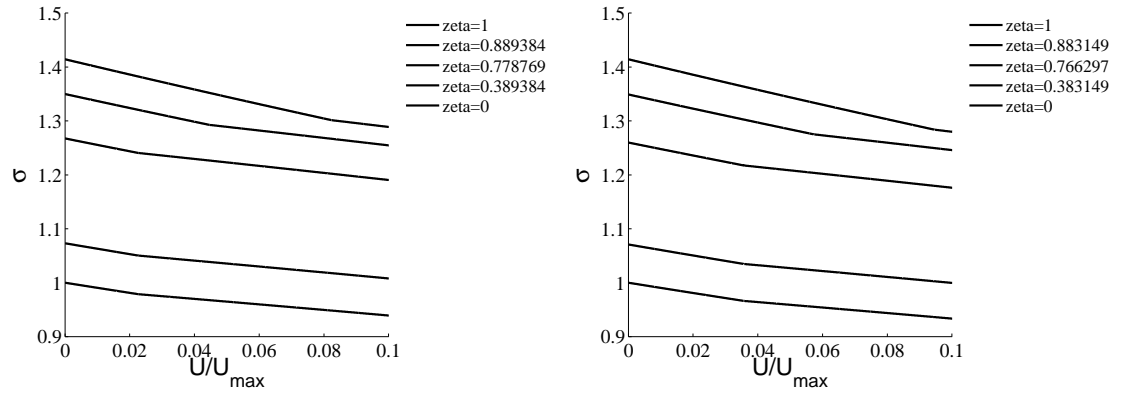 1.5
1.4
1.3
1.2
1.1
1
0.9
σ
0 0.02 0.04 0.06 0.08 0.1
U/U_max
zeta=1
zeta=0.889384
zeta=0.778769
zeta=0.389384
zeta=0
1.5
1.4
1.3
1.2
1.1
1
0.9
σ
0 0.02 0.04 0.06 0.08 0.1
U/U_max
zeta=1
zeta=0.883149
zeta=0.766297
zeta=0.383149
zeta=0